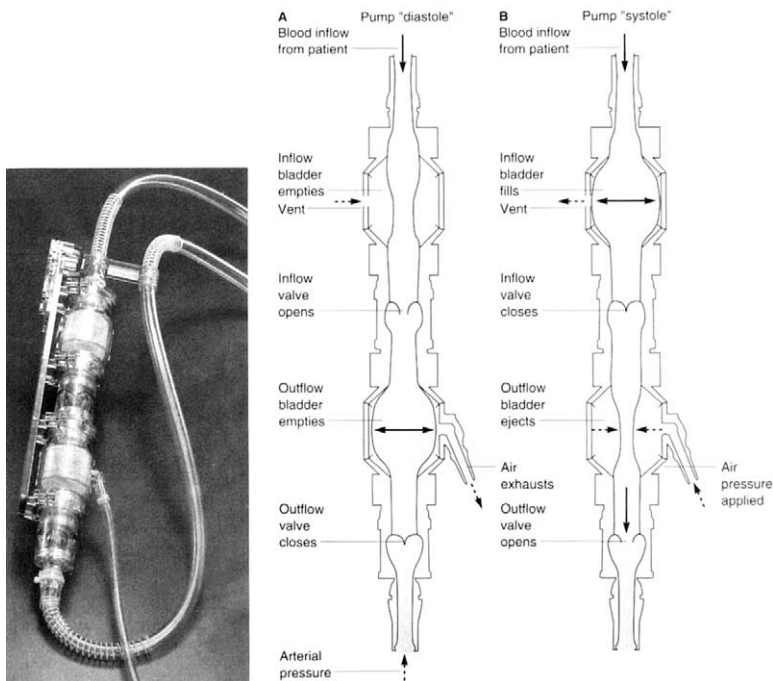 A
Pump "diastole"
Blood inflow
from patient
Inflow
bladder
empties
Vent
Inflow
valve
opens
Outflow
bladder
empties
Air
exhausts
Outflow
valve
closes
Arterial
pressure
B
Pump "systole"
Blood inflow
from patient
Inflow
bladder
fills
Vent
Inflow
valve
closes
Outflow
bladder
ejects
Air
pressure
applied
Outflow
valve
opens